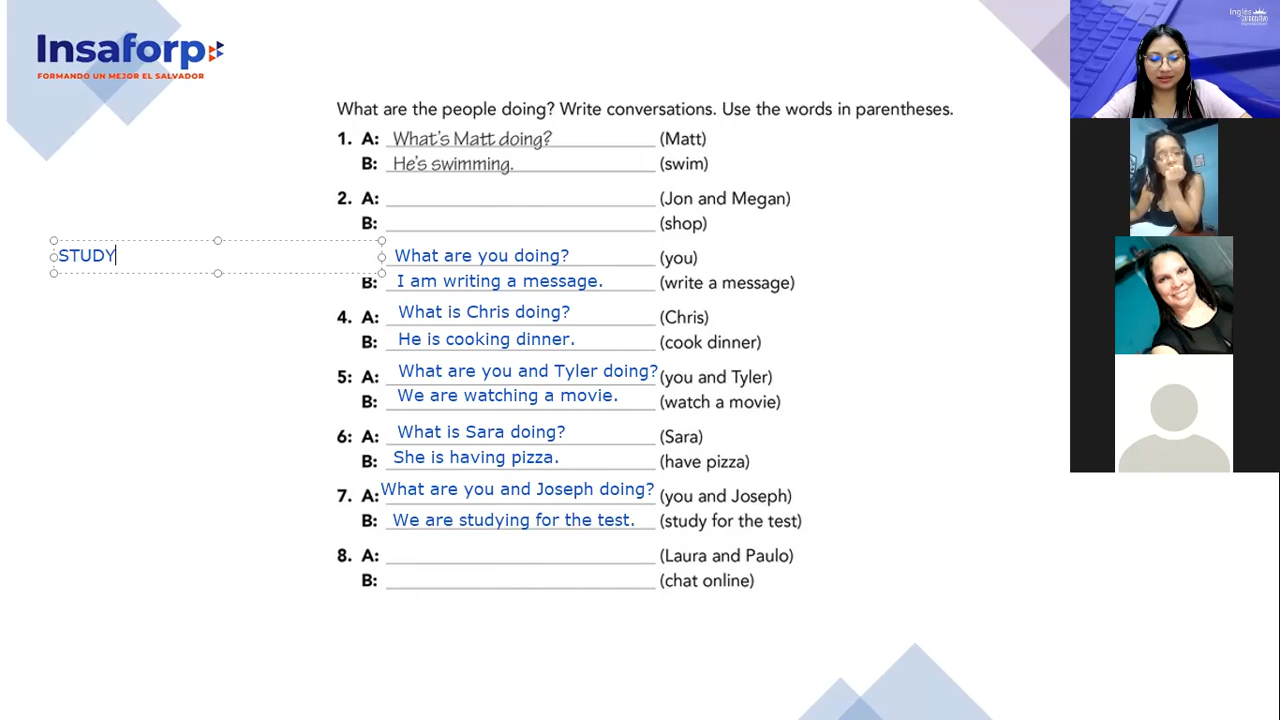 Insaforp
FORMANDO UN MEJOR EL SALVADOR
Inglés
What are the people doing? Write conversations. Use the words in parentheses.
1. A: What's Matt doing? (Matt)
B: He's swimming. (swim)
2. A: (Jon and Megan)
B: (shop)
STUDY What are you doing? (you)
B: I am writing a message. (write a message)
4. A: What is Chris doing? (Chris)
B: He is cooking dinner. (cook dinner)
5: A: What are you and Tyler doing? (you and Tyler)
B: We are watching a movie. (watch a movie)
6: A: What is Sara doing? (Sara)
B: She is having pizza. (have pizza)
7. A: What are you and Joseph doing? (you and Joseph)
B: We are studying for the test. (study for the test)
8. A: (Laura and Paulo)
B: (chat online)